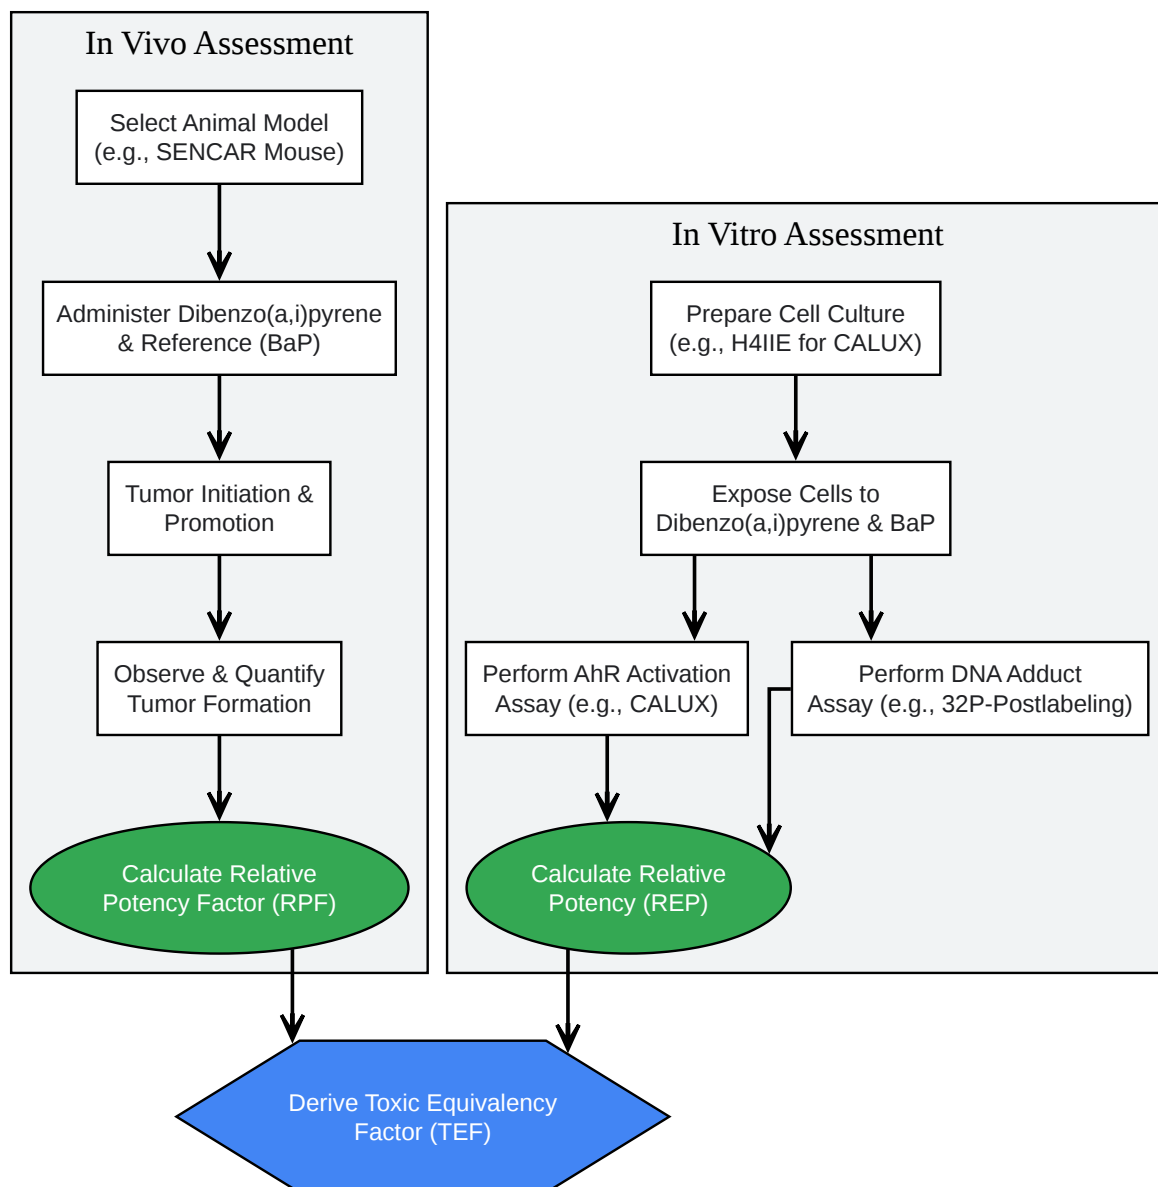 In Vivo Assessment
Select Animal Model
(e.g., SENCAR Mouse)
Administer Dibenzo(a,i)pyrene
& Reference (BaP)
Tumor Initiation &
Promotion
Observe & Quantify
Tumor Formation
Calculate Relative
Potency Factor (RPF)
In Vitro Assessment
Prepare Cell Culture
(e.g., H4IIE for CALUX)
Expose Cells to
Dibenzo(a,i)pyrene & BaP
Perform AhR Activation
Assay (e.g., CALUX)
Perform DNA Adduct
Assay (e.g., 32P-Postlabeling)
Calculate Relative
Potency (REP)
Derive Toxic Equivalency
Factor (TEF)